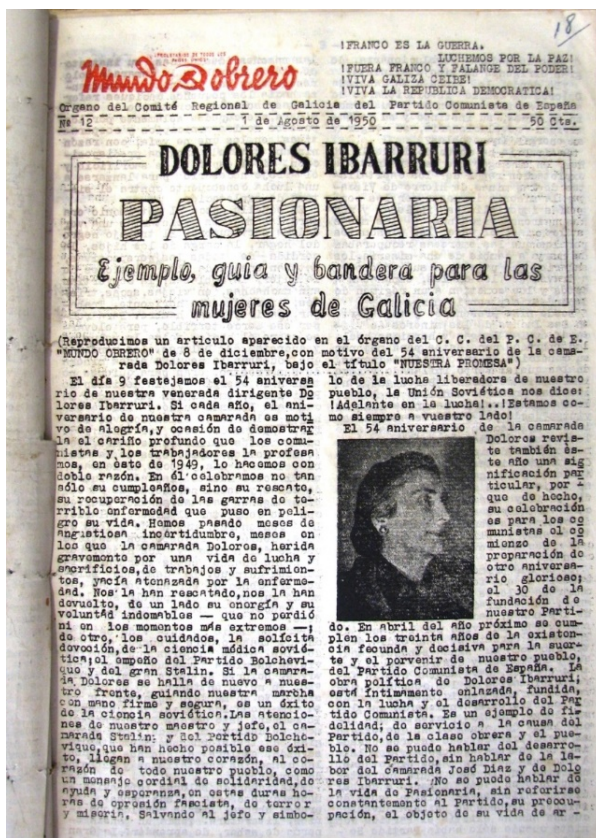 18
PROLETARIOS DE TODOS LOS
PAISES UNIOS!
Mundo obrero
!FRANCO ES LA GUERRA.
LUCHEMOS POR LA PAZ!
!FUERA FRANCO Y FALANGE DEL PODER!
!VIVA GALIZA CEIBE!
!VIVA LA REPUBLICA DEMOCRATICA!
Organo del Comité Regional de Galicia del Partido Comunista de España
Nº 12 1 de Agosto de 1950 50 Cts.
DOLORES IBARRURI
PASIONARIA
Ejemplo, guia y bandera para las
mujeres de Galicia
(Reproducimos un articulo aparecido en el órgano del C. C. del P. C. de E.
"MUNDO OBRERO" de 8 de diciembre,con motivo del 54 aniversario de la cama-
rada Dolores Ibarruri, bajo el título "NUESTRA PROMESA")
El día 9 festejamos el 54 aniversa
rio de nuestra venerada dirigente Do
lores Ibarruri. Si cada año, el ani-
versario de nuestra camarada es moti
vo de alegría,y ocasión de demostrar
la el cariño profundo que los comu-
nistas y los trabajadores la profesa
mos, en este de 1949, lo hacemos con
doble razón. En él celebramos no tan
sólo su cumpleaños, sino su rescate,
su recuperación de las garras de te-
rrible enfermedad que puso en peli-
gro su vida. Hemos pasado meses de
angustiosa incertidumbre, meses en
los que la camarada Dolores, herida
gravemente por una vida de lucha y
sacrificios,de trabajos y sufrimien-
tos, yacía atenazada por la enferme-
dad. Nos la han rescatado,nos la han
devuelto, de un lado su energía y su
voluntad indomables — que no perdió
ni en los momentos más extremos —;
de otro, los cuidados, la solícita
devoción,de la ciencia médica sovié-
tica;el empeño del Partido Bolchevi-
que y del gran Stalin. Si la camara-
da Dolores se halla de nuevo a nues-
tro frente, guiando nuestra marcha
con mano firme y segura, es un éxito
de la ciencia soviética.Las atencio-
nes de nuestro maestro y jefe,el ca-
marada Stalin; y del Partido Bolche-
vique,que han hecho posible ese éxi-
to, llegan a nuestro corazón, al co-
razón de todo nuestro pueblo, como
un mensaje cordial de solidaridad,de
ayuda y esperanza,en estas duras ho-
ras de opresión fascista, de terror
y miseria. Salvando al jefe y simbo-
lo de la lucha liberadora de nuestro
pueblo, la Unión Soviética nos dice:
!Adelante en la lucha!..!Estamos co-
mo siempre a vuestro lado!
El 54 aniversario de la camarada
Dolores revis-
te también es-
te año una sig
nificación par
ticular, por -
que de hecho,
su celebración
es para los co
munistas el co
mienzo de la
preparación de
otro aniversa-
rio glorioso;
el 30 de la
fundación de
nuestro Parti-
do. En abril del año próximo se cum-
plen los treinta años de la existen-
cia fecunda y decisiva para la suer-
te y el porvenir de nuestro pueblo,
del Partido Comunista de España. La
obra política de Dolores Ibarruri,
está íntimamente enlazada, fundida,
con la lucha y el desarrollo del Par
tido Comunista. Es un ejemplo de fi-
delidad; de servicio a la causa del
Partido,de la clase obrera y el pue-
blo. No se puede hablar del desarro-
llo del Partido,sin hablar de la la-
bor del camarada José Diaz y de Dolo
res Ibarruri. No se puede hablar de
la vida de Pasionaria, sin referirse
constantemente al Partido,su preocu-
pación, el objeto de su vida de ar -